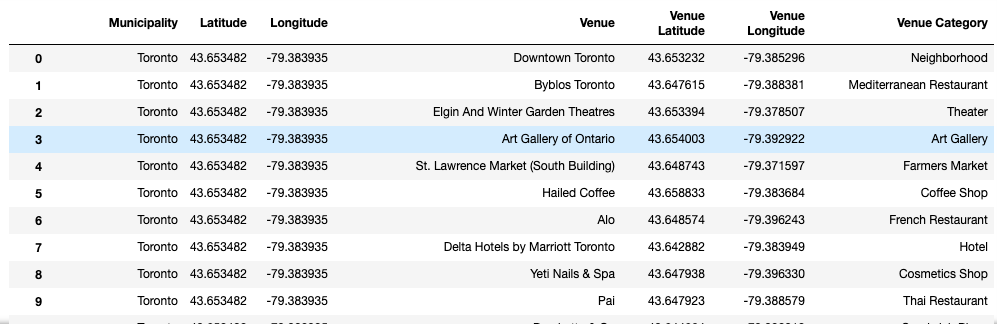 Municipality Latitude Longitude Venue Venue Latitude Venue Longitude Venue Category
0 Toronto 43.653482 -79.383935 Downtown Toronto 43.653232 -79.385296 Neighborhood
1 Toronto 43.653482 -79.383935 Byblos Toronto 43.647615 -79.388381 Mediterranean Restaurant
2 Toronto 43.653482 -79.383935 Elgin And Winter Garden Theatres 43.653394 -79.378507 Theater
3 Toronto 43.653482 -79.383935 Art Gallery of Ontario 43.654003 -79.392922 Art Gallery
4 Toronto 43.653482 -79.383935 St. Lawrence Market (South Building) 43.648743 -79.371597 Farmers Market
5 Toronto 43.653482 -79.383935 Hailed Coffee 43.658833 -79.383684 Coffee Shop
6 Toronto 43.653482 -79.383935 Alo 43.648574 -79.396243 French Restaurant
7 Toronto 43.653482 -79.383935 Delta Hotels by Marriott Toronto 43.642882 -79.383949 Hotel
8 Toronto 43.653482 -79.383935 Yeti Nails & Spa 43.647938 -79.396330 Cosmetics Shop
9 Toronto 43.653482 -79.383935 Pai 43.647923 -79.388579 Thai Restaurant